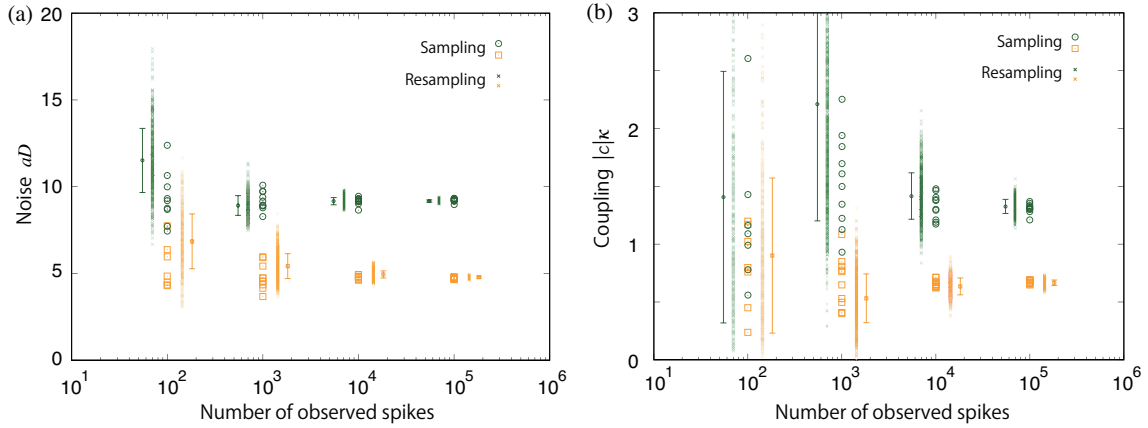 (a)
Noise aD
20
15
10
5
0
Sampling
Resampling
10^1 10^2 10^3 10^4 10^5 10^6
Number of observed spikes
(b)
Coupling |c|κ
3
2
1
0
Sampling
Resampling
10^1 10^2 10^3 10^4 10^5 10^6
Number of observed spikes